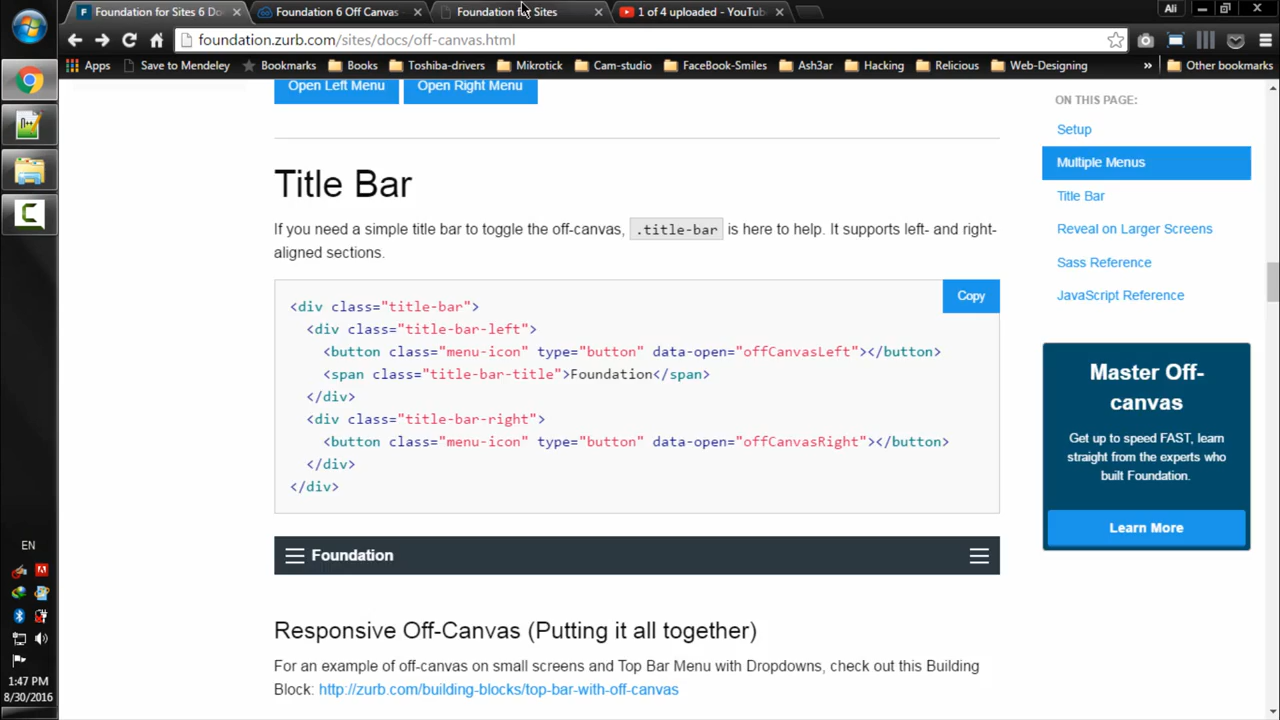 Foundation for Sites 6 Do
Foundation 6 Off Canvas
Foundation for Sites
1 of 4 uploaded - YouTub
Ali
foundation.zurb.com/sites/docs/off-canvas.html
Apps
Save to Mendeley
Bookmarks
Books
Toshiba-drivers
Mikrotick
Cam-studio
FaceBook-Smiles
Ash3ar
Hacking
Relicious
Web-Designing
»
Other bookmarks
Open Left Menu
Open Right Menu
Title Bar
If you need a simple title bar to toggle the off-canvas, .title-bar is here to help. It supports left- and right-
aligned sections.
Copy
<div class="title-bar">
<div class="title-bar-left">
<button class="menu-icon" type="button" data-open="offCanvasLeft"></button>
<span class="title-bar-title">Foundation</span>
</div>
<div class="title-bar-right">
<button class="menu-icon" type="button" data-open="offCanvasRight"></button>
</div>
</div>
Foundation
Responsive Off-Canvas (Putting it all together)
For an example of off-canvas on small screens and Top Bar Menu with Dropdowns, check out this Building
Block: http://zurb.com/building-blocks/top-bar-with-off-canvas
ON THIS PAGE:
Setup
Multiple Menus
Title Bar
Reveal on Larger Screens
Sass Reference
JavaScript Reference
Master Off-
canvas
Get up to speed FAST, learn
straight from the experts who
built Foundation.
Learn More
EN
1:47 PM
8/30/2016